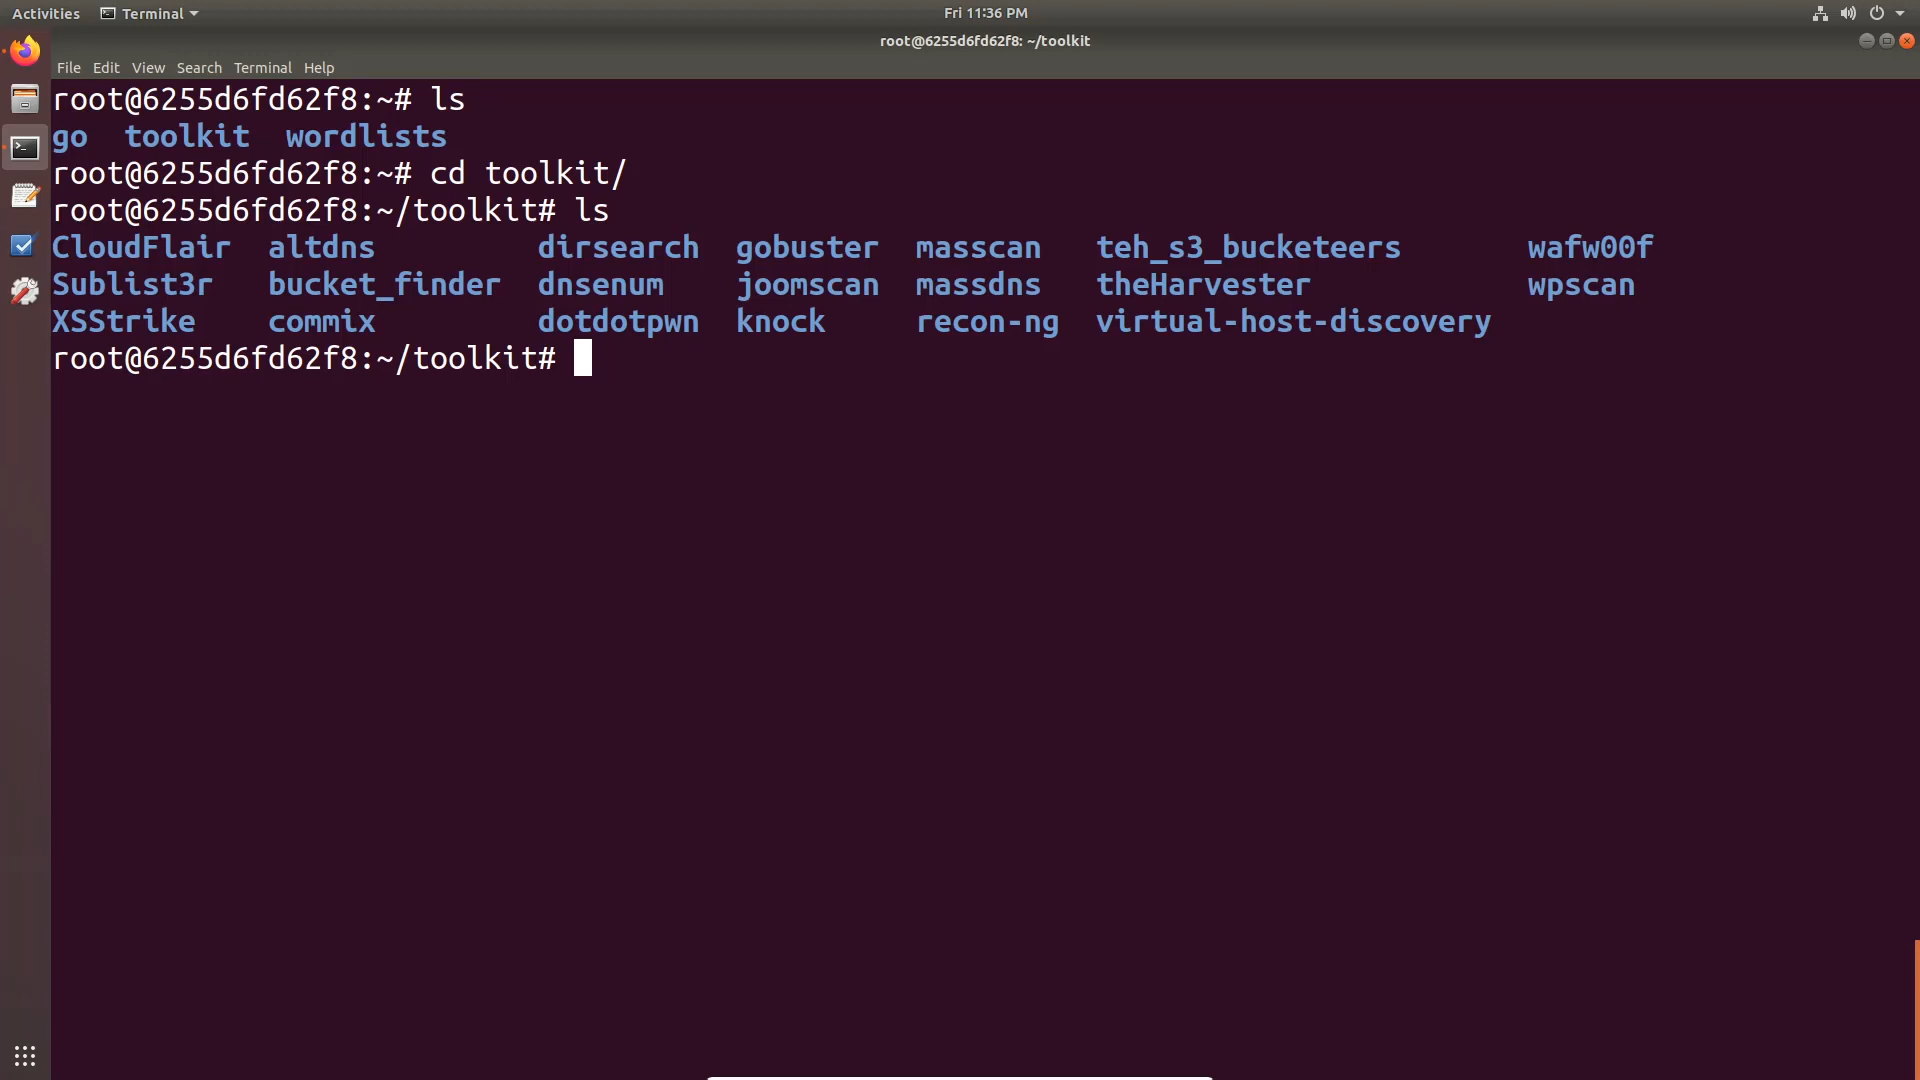 Activities Terminal Fri 11:36 PM
root@6255d6fd62f8: ~/toolkit
File Edit View Search Terminal Help
root@6255d6fd62f8:~# ls
go toolkit wordlists
root@6255d6fd62f8:~# cd toolkit/
root@6255d6fd62f8:~/toolkit# ls
CloudFlair altdns dirsearch gobuster masscan teh_s3_bucketeers wafw00f
Sublist3r bucket_finder dnsenum joomscan massdns theHarvester wpscan
XSStrike commix dotdotpwn knock recon-ng virtual-host-discovery
root@6255d6fd62f8:~/toolkit#